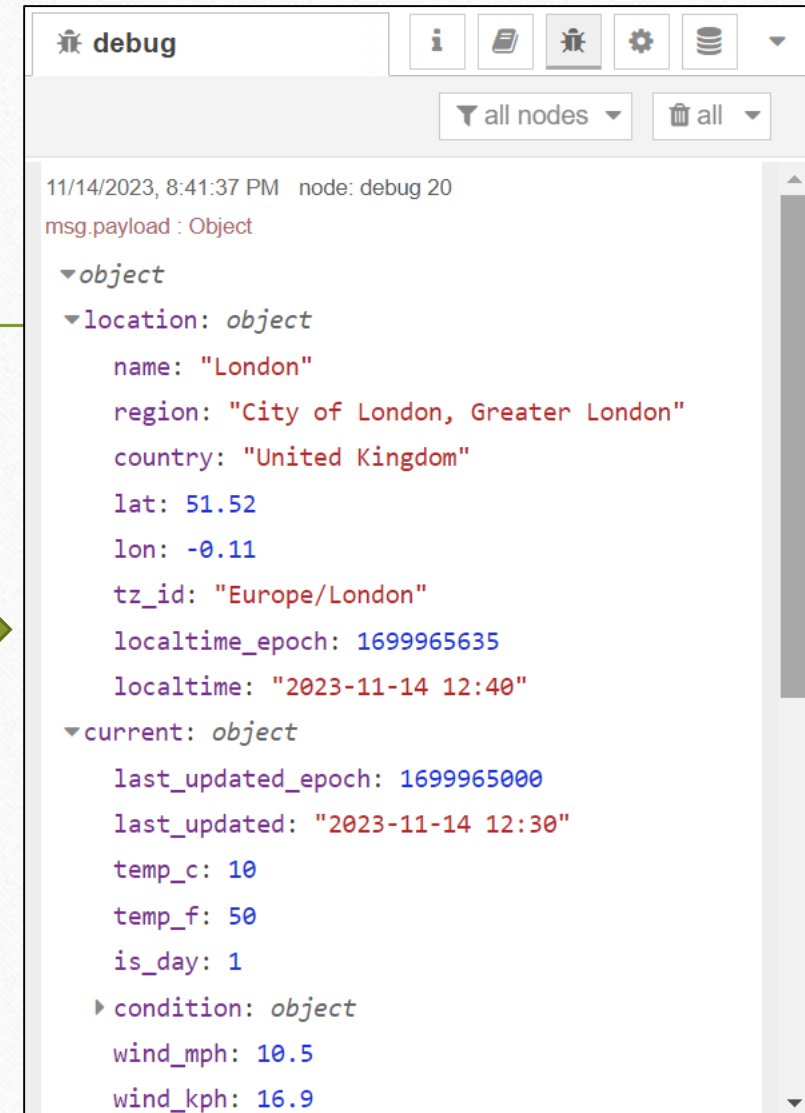 debug
i
all nodes
all
11/14/2023, 8:41:37 PM node: debug 20
msg.payload : Object
object
location: object
name: "London"
region: "City of London, Greater London"
country: "United Kingdom"
lat: 51.52
lon: -0.11
tz_id: "Europe/London"
localtime_epoch: 1699965635
localtime: "2023-11-14 12:40"
current: object
last_updated_epoch: 1699965000
last_updated: "2023-11-14 12:30"
temp_c: 10
temp_f: 50
is_day: 1
condition: object
wind_mph: 10.5
wind_kph: 16.9